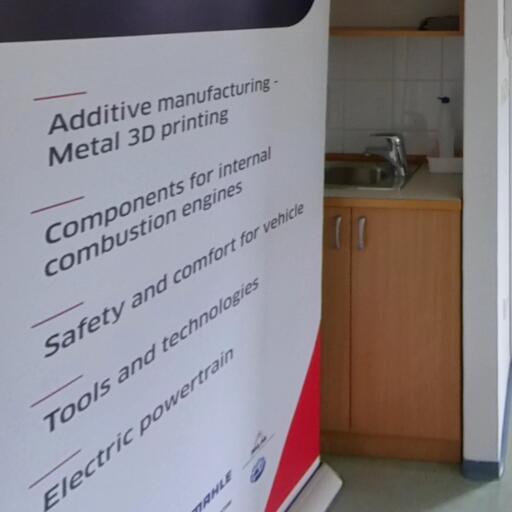 Additive manufacturing -
Metal 3D printing
Components for internal
combustion engines
Safety and comfort for vehicle
Tools and technologies
Electric powertrain
MAHLE